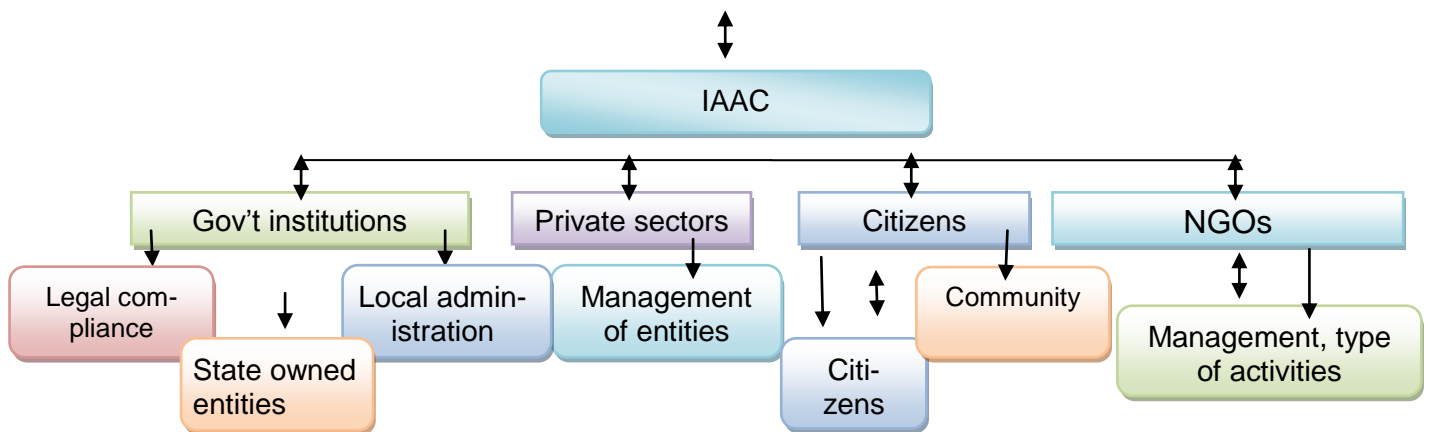 IAAC
Gov't institutions
Private sectors
Citizens
NGOs
Legal com-
pliance
State owned
entities
Local admin-
istration
Management
of entities
Citi-
zens
Community
Management, type
of activities